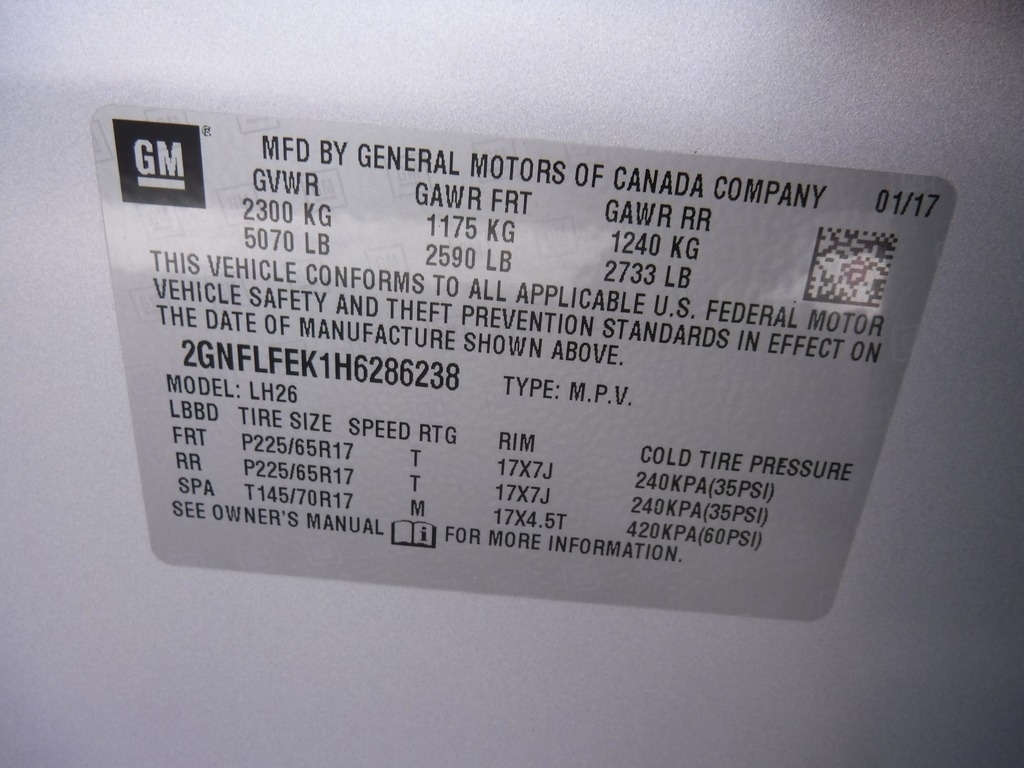 GM ® MFD BY GENERAL MOTORS OF CANADA COMPANY 01/17
GVWR GAWR FRT GAWR RR
2300 KG 1175 KG 1240 KG
5070 LB 2590 LB 2733 LB
THIS VEHICLE CONFORMS TO ALL APPLICABLE U.S. FEDERAL MOTOR
VEHICLE SAFETY AND THEFT PREVENTION STANDARDS IN EFFECT ON
THE DATE OF MANUFACTURE SHOWN ABOVE.
2GNFLFEK1H6286238 TYPE: M.P.V.
MODEL: LH26
LBBD TIRE SIZE SPEED RTG RIM COLD TIRE PRESSURE
FRT P225/65R17 T 17X7J 240KPA(35PSI)
RR P225/65R17 T 17X7J 240KPA(35PSI)
SPA T145/70R17 M 17X4.5T 420KPA(60PSI)
SEE OWNER'S MANUAL i FOR MORE INFORMATION.